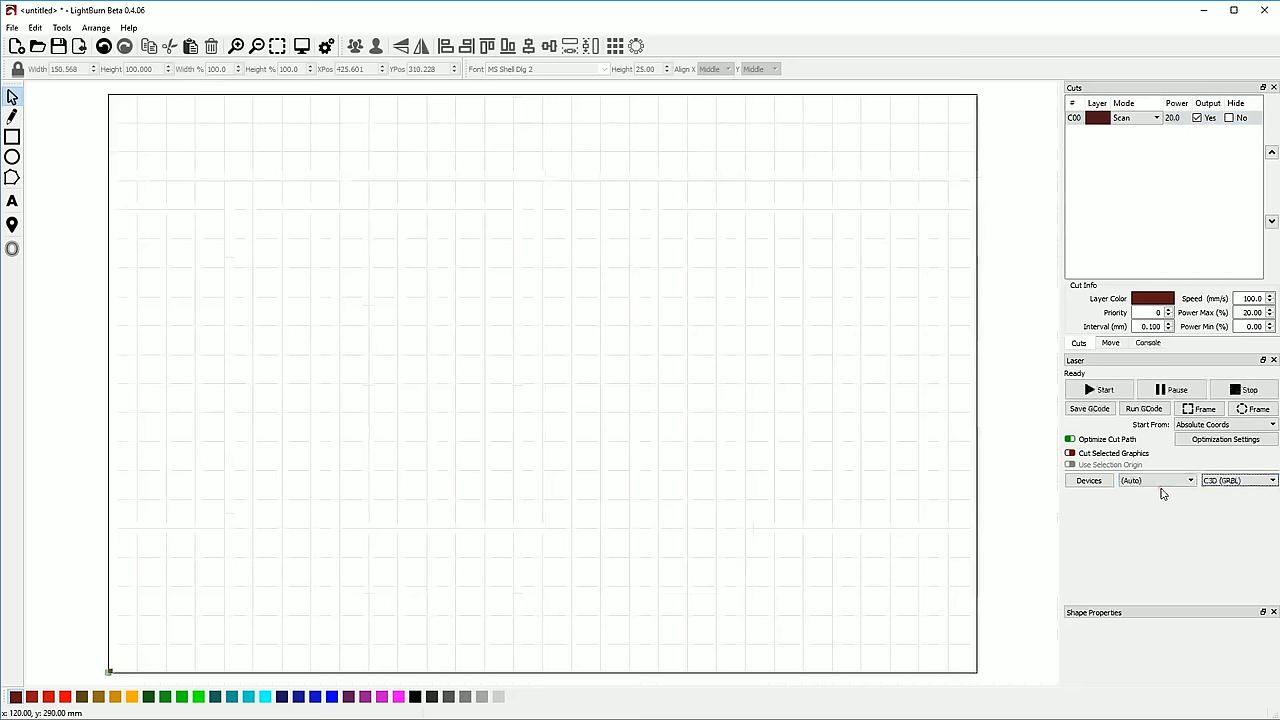 <untitled> * - LightBurn Beta 0.4.06
File Edit Tools Arrange Help
Width 150.568 Height 100.000 Width % 100.0 Height % 100.0 XPos 425.601 YPos 310.228 Font MS Shell Dlg 2 Height 25.00 Align X Middle Y Middle
A
Cuts
# Layer Mode Power Output Hide
C00 Scan 20.0 Yes No
Cut Info
Layer Color Speed (mm/s) 100.0
Priority 0 Power Max (%) 20.00
Interval (mm) 0.100 Power Min (%) 0.00
Cuts Move Console
Laser
Ready
Start Pause Stop
Save GCode Run GCode Frame Frame
Start From: Absolute Coords
Optimize Cut Path Optimization Settings
Cut Selected Graphics
Use Selection Origin
Devices (Auto) C3D (GRBL)
Shape Properties
x: 120.00, y: 290.00 mm